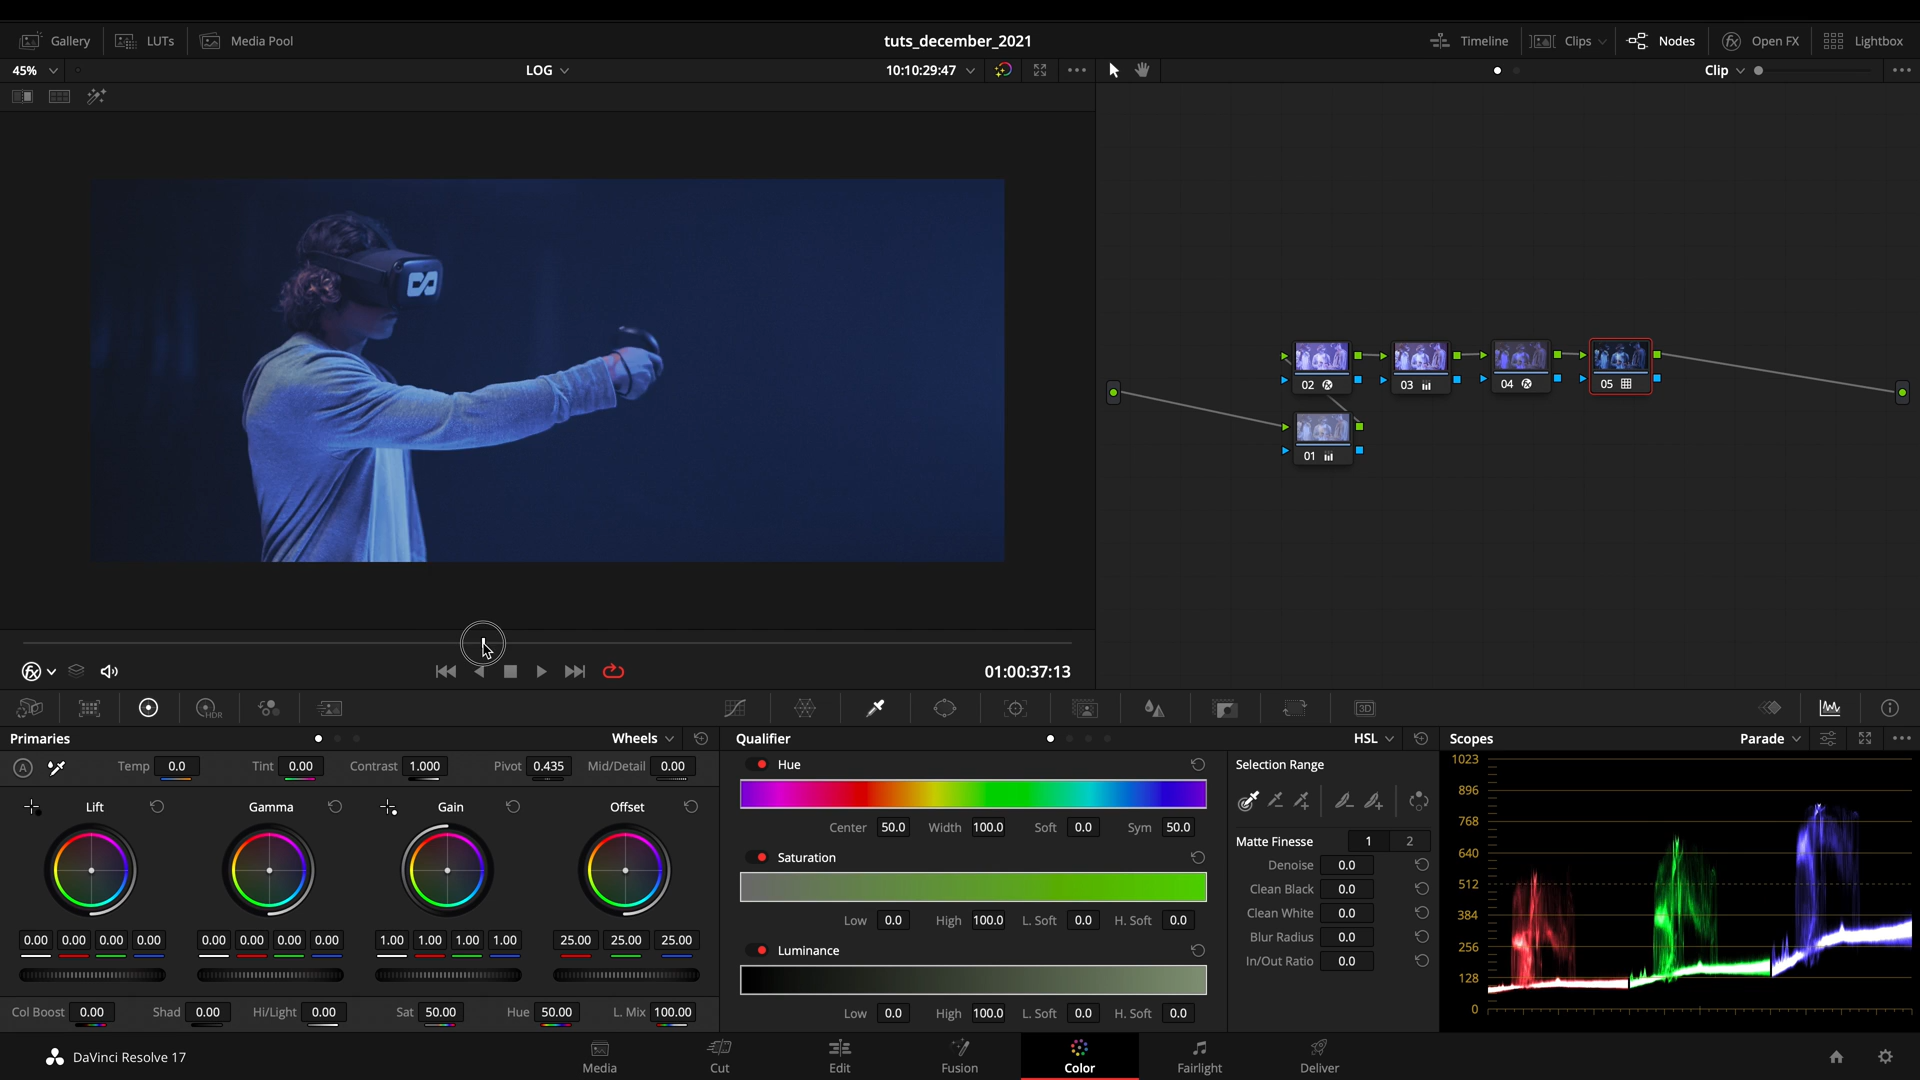 Gallery LUTs Media Pool tuts_december_2021 Timeline Clips Nodes Open FX Lightbox
45% LOG 10:10:29:47 Clip
02 03 04 05
01
fx 01:00:37:13
HDR 3D
Primaries Wheels Qualifier HSL Scopes Parade
A Temp 0.0 Tint 0.00 Contrast 1.000 Pivot 0.435 Mid/Detail 0.00
Lift Gamma Gain Offset
0.00 0.00 0.00 0.00 0.00 0.00 0.00 0.00 1.00 1.00 1.00 1.00 25.00 25.00 25.00
Col Boost 0.00 Shad 0.00 Hi/Light 0.00 Sat 50.00 Hue 50.00 L. Mix 100.00
Hue
Center 50.0 Width 100.0 Soft 0.0 Sym 50.0
Saturation
Low 0.0 High 100.0 L. Soft 0.0 H. Soft 0.0
Luminance
Low 0.0 High 100.0 L. Soft 0.0 H. Soft 0.0
Selection Range
Matte Finesse 1 2
Denoise 0.0
Clean Black 0.0
Clean White 0.0
Blur Radius 0.0
In/Out Ratio 0.0
1023
896
768
640
512
384
256
128
0
DaVinci Resolve 17 Media Cut Edit Fusion Color Fairlight Deliver